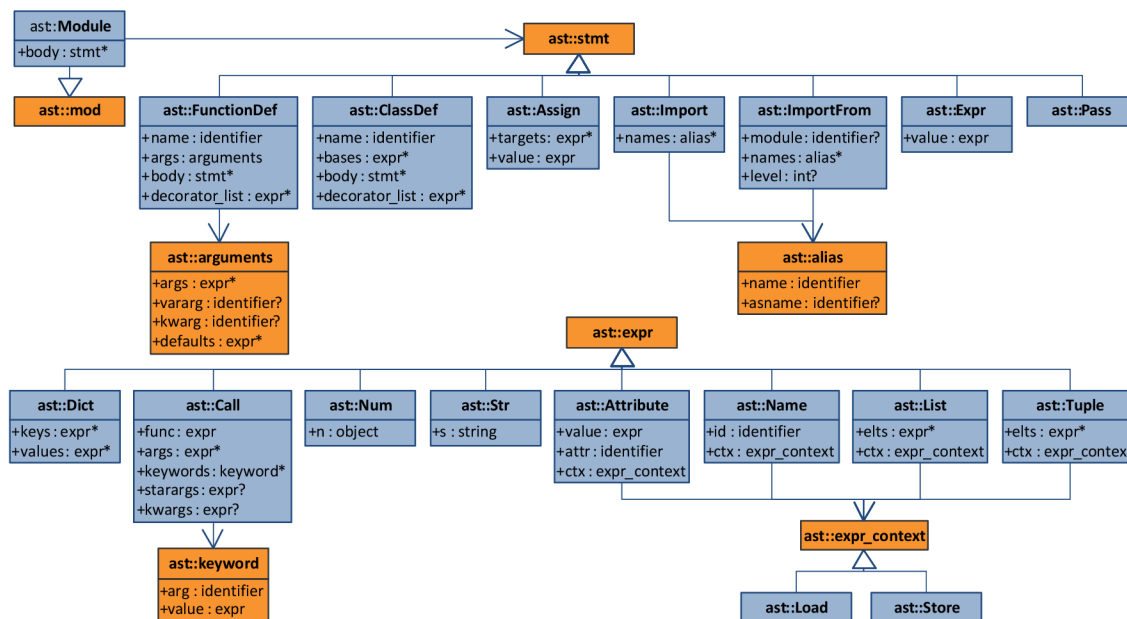 ast::Module
+body : stmt*
ast::stmt
ast::mod
ast::FunctionDef
+name : identifier
+args : arguments
+body : stmt*
+decorator_list : expr*
ast::ClassDef
+name : identifier
+bases : expr*
+body : stmt*
+decorator_list : expr*
ast::Assign
+targets : expr*
+value : expr
ast::Import
+names : alias*
ast::ImportFrom
+module : identifier?
+names : alias*
+level : int?
ast::Expr
+value : expr
ast::Pass
ast::arguments
+args : expr*
+vararg : identifier?
+kwarg : identifier?
+defaults : expr*
ast::alias
+name : identifier
+asname : identifier?
ast::expr
ast::Dict
+keys : expr*
+values : expr*
ast::Call
+func : expr
+args : expr*
+keywords : keyword*
+starargs : expr?
+kwargs : expr?
ast::Num
+n : object
ast::Str
+s : string
ast::Attribute
+value : expr
+attr : identifier
+ctx : expr_context
ast::Name
+id : identifier
+ctx : expr_context
ast::List
+elts : expr*
+ctx : expr_context
ast::Tuple
+elts : expr*
+ctx : expr_context
ast::expr_context
ast::keyword
+arg : identifier
+value : expr
ast::Load
ast::Store